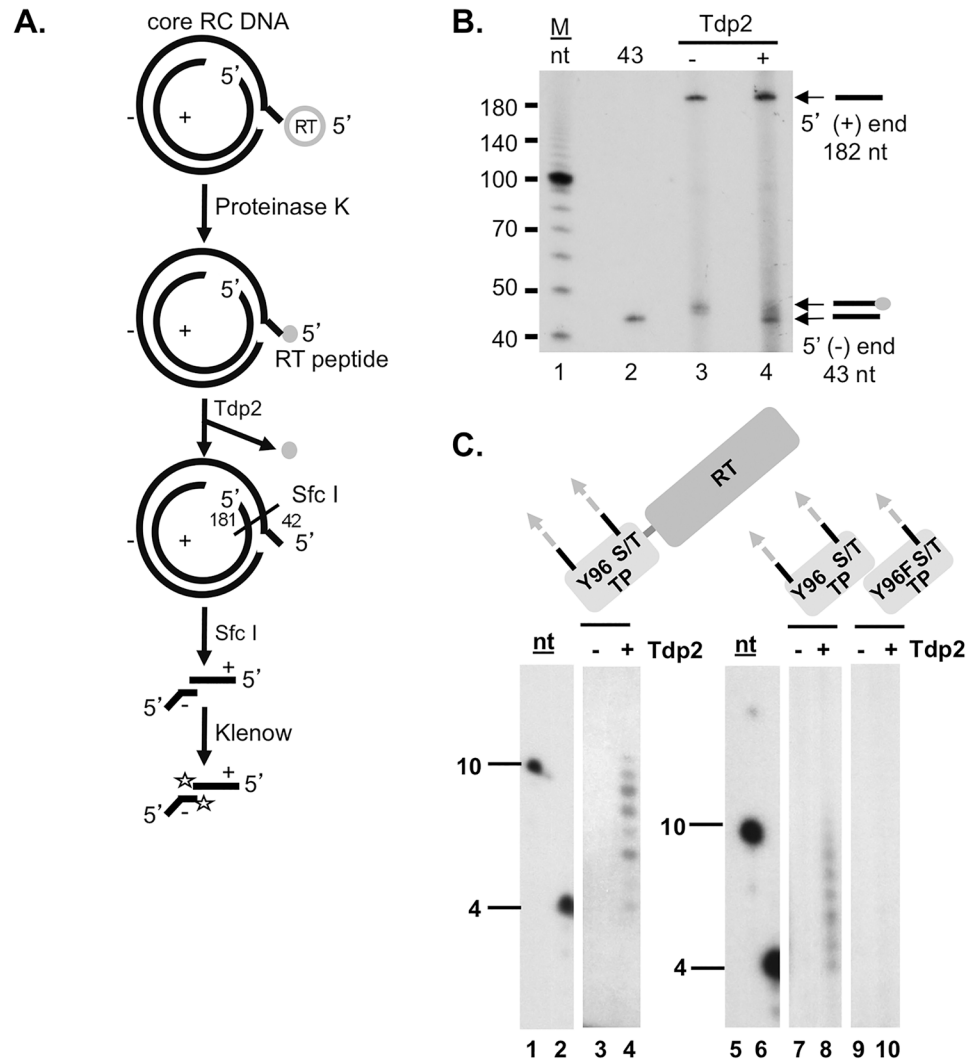 A.
core RC DNA
5’
- + RT 5’
Proteinase K
5’
- + 5’
RT peptide
Tdp2
5’ Sfc I
181 42
- + 5’
Sfc I
+
5’
5’ -
Klenow
+
5’
5’ -
B.
M Tdp2
nt 43 - +
180
140
100
70
50
40
5’ (+) end
182 nt
5’ (-) end
43 nt
1 2 3 4
C.
RT
Y96 S/T
TP
Y96 S/T
TP
Y96F S/T
TP
nt - + Tdp2
10
4
1 2 3 4
nt - + - + Tdp2
10
4
5 6 7 8 9 10